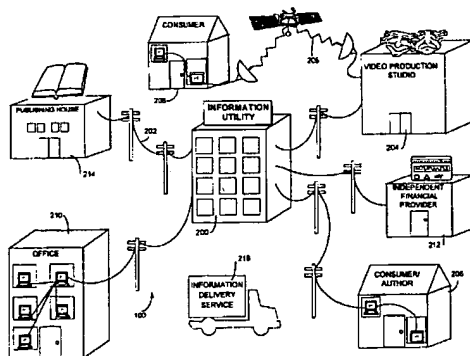 CONSUMER
208
205
VIDEO PRODUCTION
STUDIO
204
PUBLISHING HOUSE
214
202
INFORMATION
UTILITY
200
INDEPENDENT
FINANCIAL
PROVIDER
212
210
OFFICE
100
218
INFORMATION
DELIVERY
SERVICE
CONSUMER/
AUTHOR
206